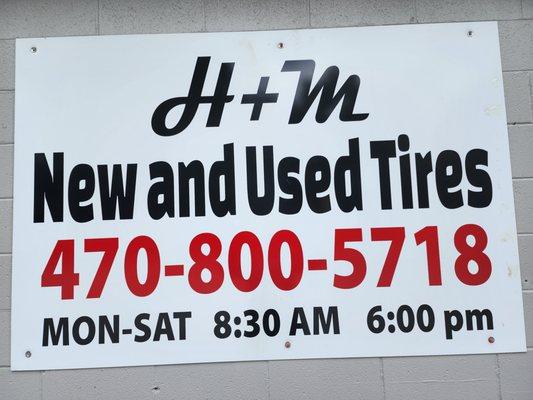 H+M
New and Used Tires
470-800-5718
MON-SAT 8:30 AM 6:00 pm